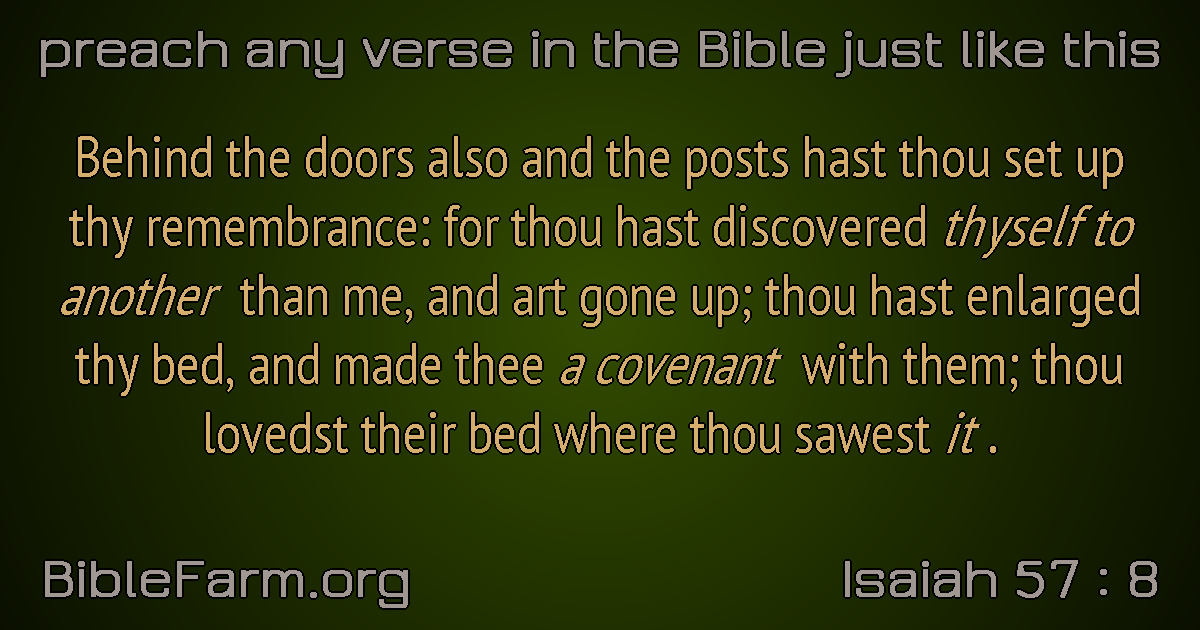 preach any verse in the Bible just like this
Behind the doors also and the posts hast thou set up
thy remembrance: for thou hast discovered thyself to
another than me, and art gone up; thou hast enlarged
thy bed, and made thee a covenant with them; thou
lovedst their bed where thou sawest it .
BibleFarm.org
Isaiah 57 : 8